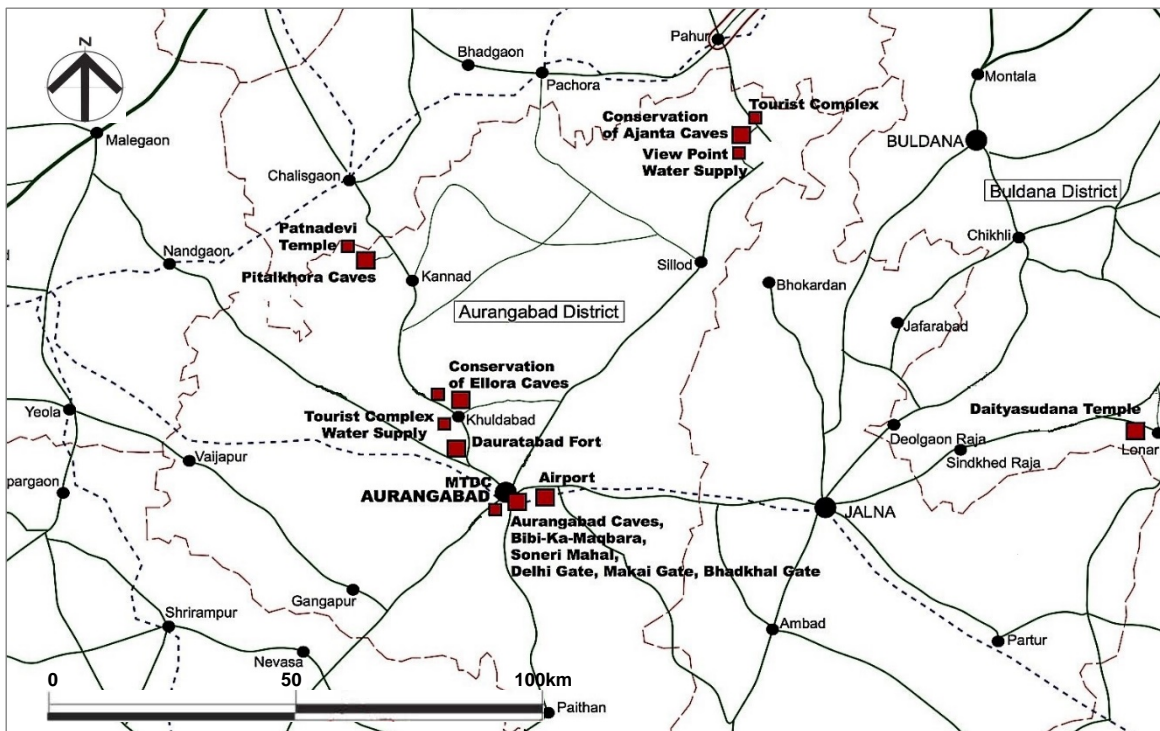 N
Pahur
Bhadgaon
Pachora
Montala
Tourist Complex
Conservation
of Ajanta Caves
View Point
Water Supply
Malegaon
BULDANA
Chalisgaon
Buldana District
Patnadevi
Temple
Nandgaon
Pitalkhora Caves
Kannad
Sillod
Chikhli
Bhokardan
Aurangabad District
Jafarabad
Conservation
of Ellora Caves
Yeola
Tourist Complex
Water Supply
Khuldabad
Daityasudana Temple
Deolgaon Raja
Dauratabad Fort
Lonar
Vaijapur
Sindkhed Raja
MTDC
Airport
AURANGABAD
pargaon
JALNA
Aurangabad Caves,
Bibi-Ka-Maqbara,
Soneri Mahal,
Delhi Gate, Makai Gate, Bhadkhal Gate
Gangapur
Shrirampur
Ambad
Partur
Nevasa
0 50 100km
Paithan